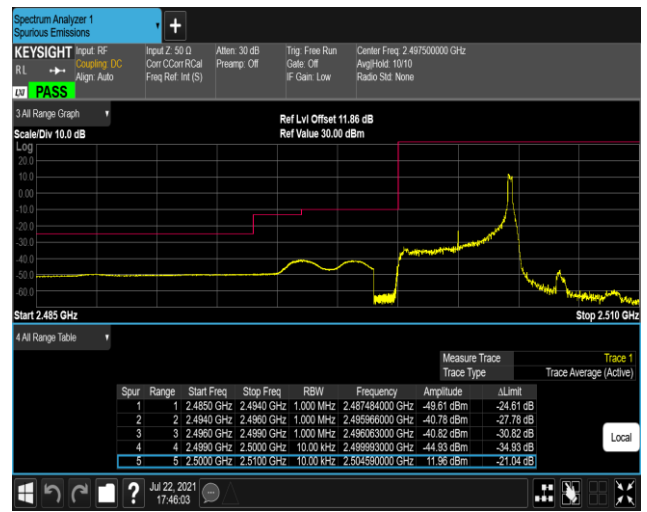 Spectrum Analyzer 1
Spurious Emissions
+
KEYSIGHT Input: RF Input Z: 50 Ω Atten: 30 dB Trig: Free Run Center Freq: 2.497500000 GHz
R L Coupling: DC Corr CCorr RCal Preamp: Off Gate: Off Avg|Hold: 10/10
Align: Auto Freq Ref: Int (S) IF Gain: Low Radio Std: None
LXI PASS
3 All Range Graph
Ref Lvl Offset 11.86 dB
Scale/Div 10.0 dB Ref Value 30.00 dBm
Log
20.0
10.0
0.00
-10.0
-20.0
-30.0
-40.0
-50.0
-60.0
Start 2.485 GHz Stop 2.510 GHz
4 All Range Table
Measure Trace Trace 1
Trace Type Trace Average (Active)
Spur Range Start Freq Stop Freq RBW Frequency Amplitude ΔLimit
1 1 2.4850 GHz 2.4940 GHz 1.000 MHz 2.487484000 GHz -49.61 dBm -24.61 dB
2 2 2.4940 GHz 2.4960 GHz 1.000 MHz 2.495966000 GHz -40.78 dBm -27.78 dB
3 3 2.4960 GHz 2.4990 GHz 1.000 MHz 2.496063000 GHz -40.82 dBm -30.82 dB
4 4 2.4990 GHz 2.5000 GHz 10.00 kHz 2.499993000 GHz -44.93 dBm -34.93 dB
5 5 2.5000 GHz 2.5100 GHz 10.00 kHz 2.504590000 GHz 11.96 dBm -21.04 dB
Local
? Jul 22, 2021
17:46:03